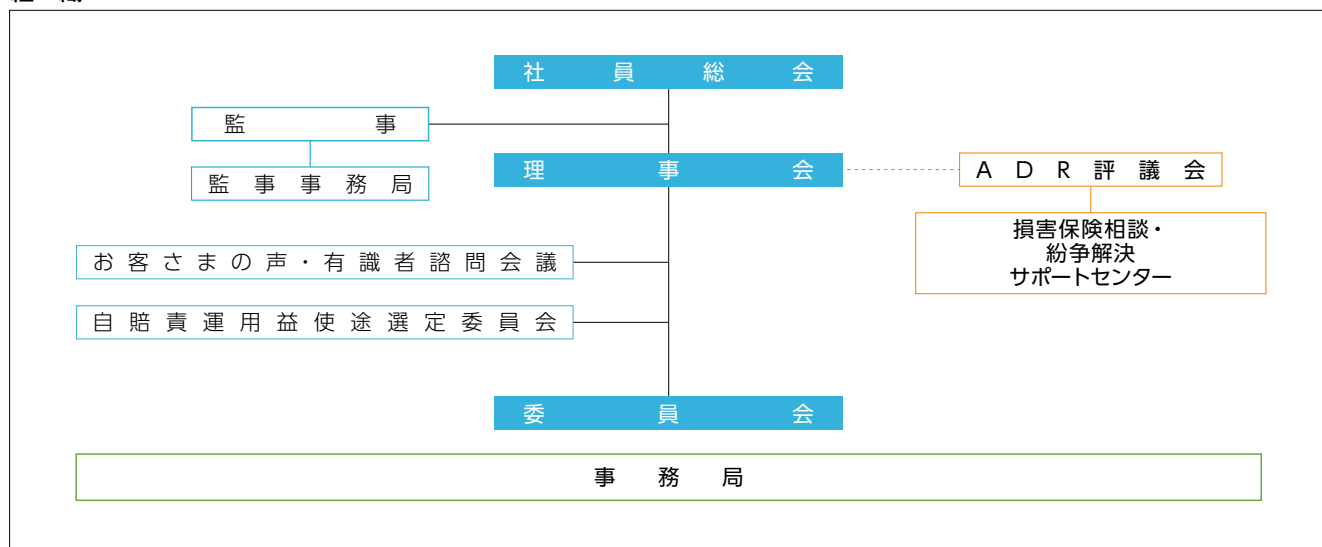 社員総会
監事
理事会
ADR評議会
監事事務局
損害保険相談・
紛争解決
サポートセンター
お客さまの声・有識者諮問会議
自賠責運用益使途選定委員会
委員会
事務局